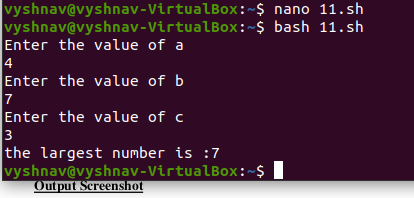 vyshnav@vyshnav-VirtualBox:~$ nano 11.sh
vyshnav@vyshnav-VirtualBox:~$ bash 11.sh
Enter the value of a
4
Enter the value of b
7
Enter the value of c
3
the largest number is :7
vyshnav@vyshnav-VirtualBox:~$
Output Screenshot